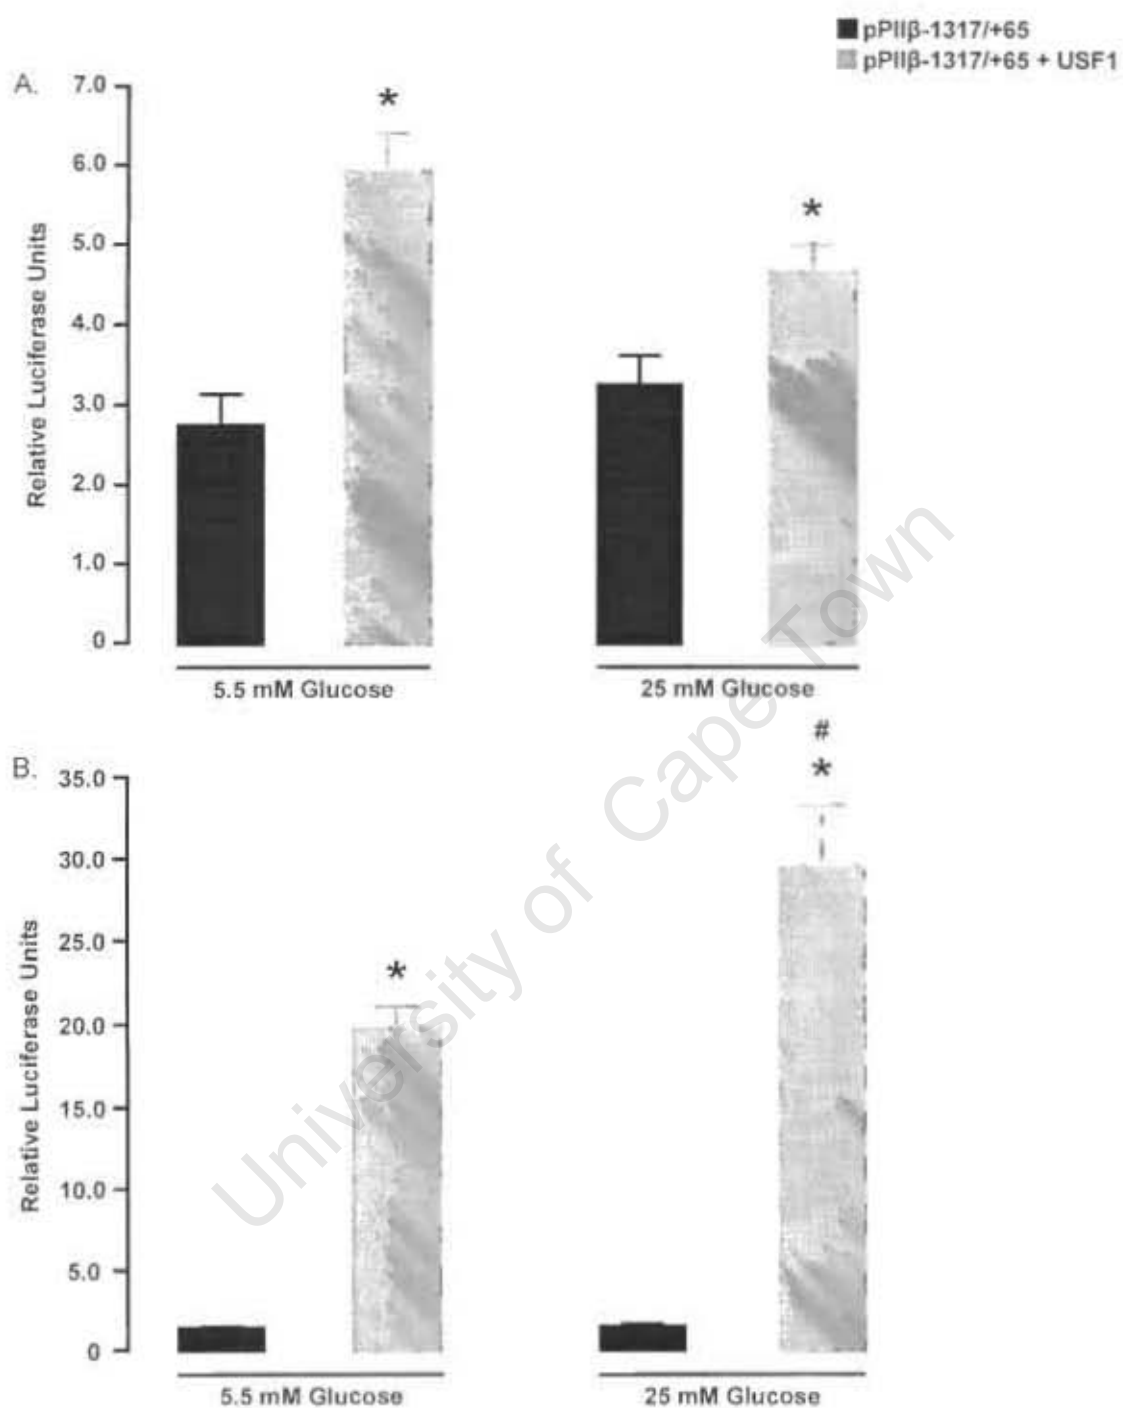 pPIIβ-1317/+65
pPIIβ-1317/+65 + USF1
A.
7.0
6.0
5.0
4.0
3.0
2.0
1.0
0
Relative Luciferase Units
*
*
5.5 mM Glucose
25 mM Glucose
B.
35.0
30.0
25.0
20.0
15.0
10.0
5.0
0
Relative Luciferase Units
*
#
*
5.5 mM Glucose
25 mM Glucose
University of Cape Town